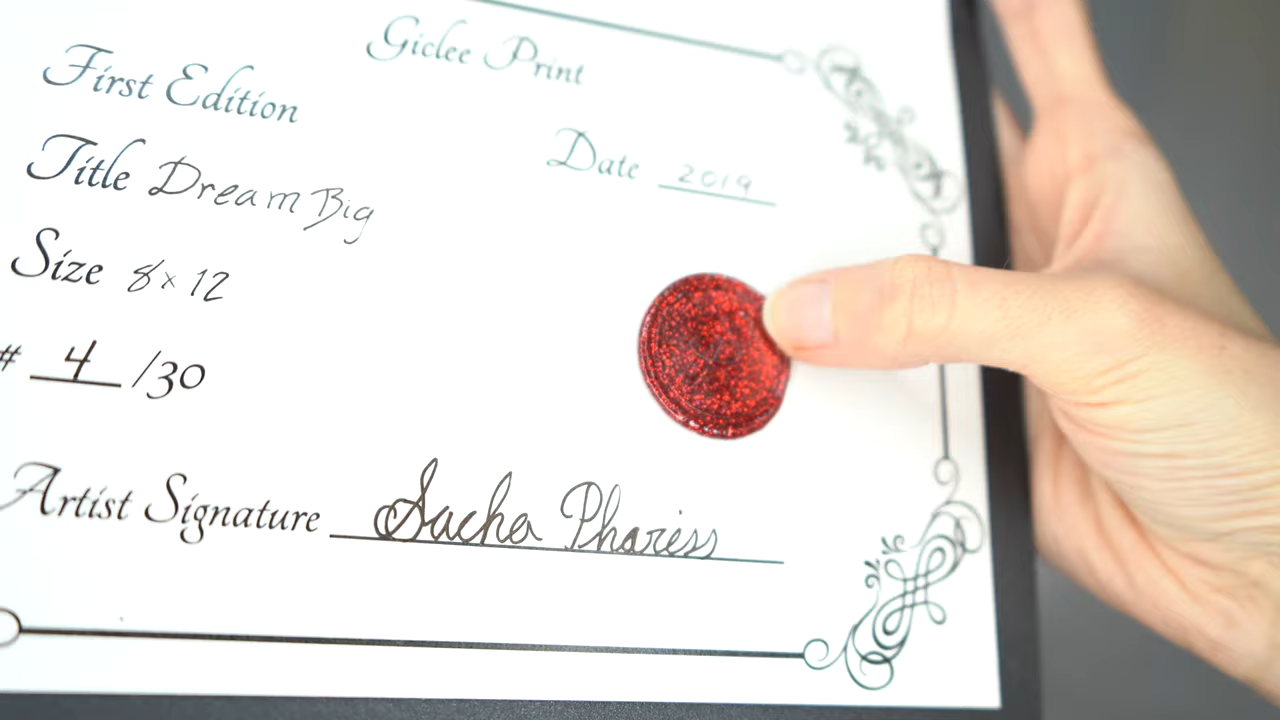 Giclee Print
First Edition
Date 2019
Title Dream Big
Size 8x12
# 4 /30
Artist Signature Sacha Phariss